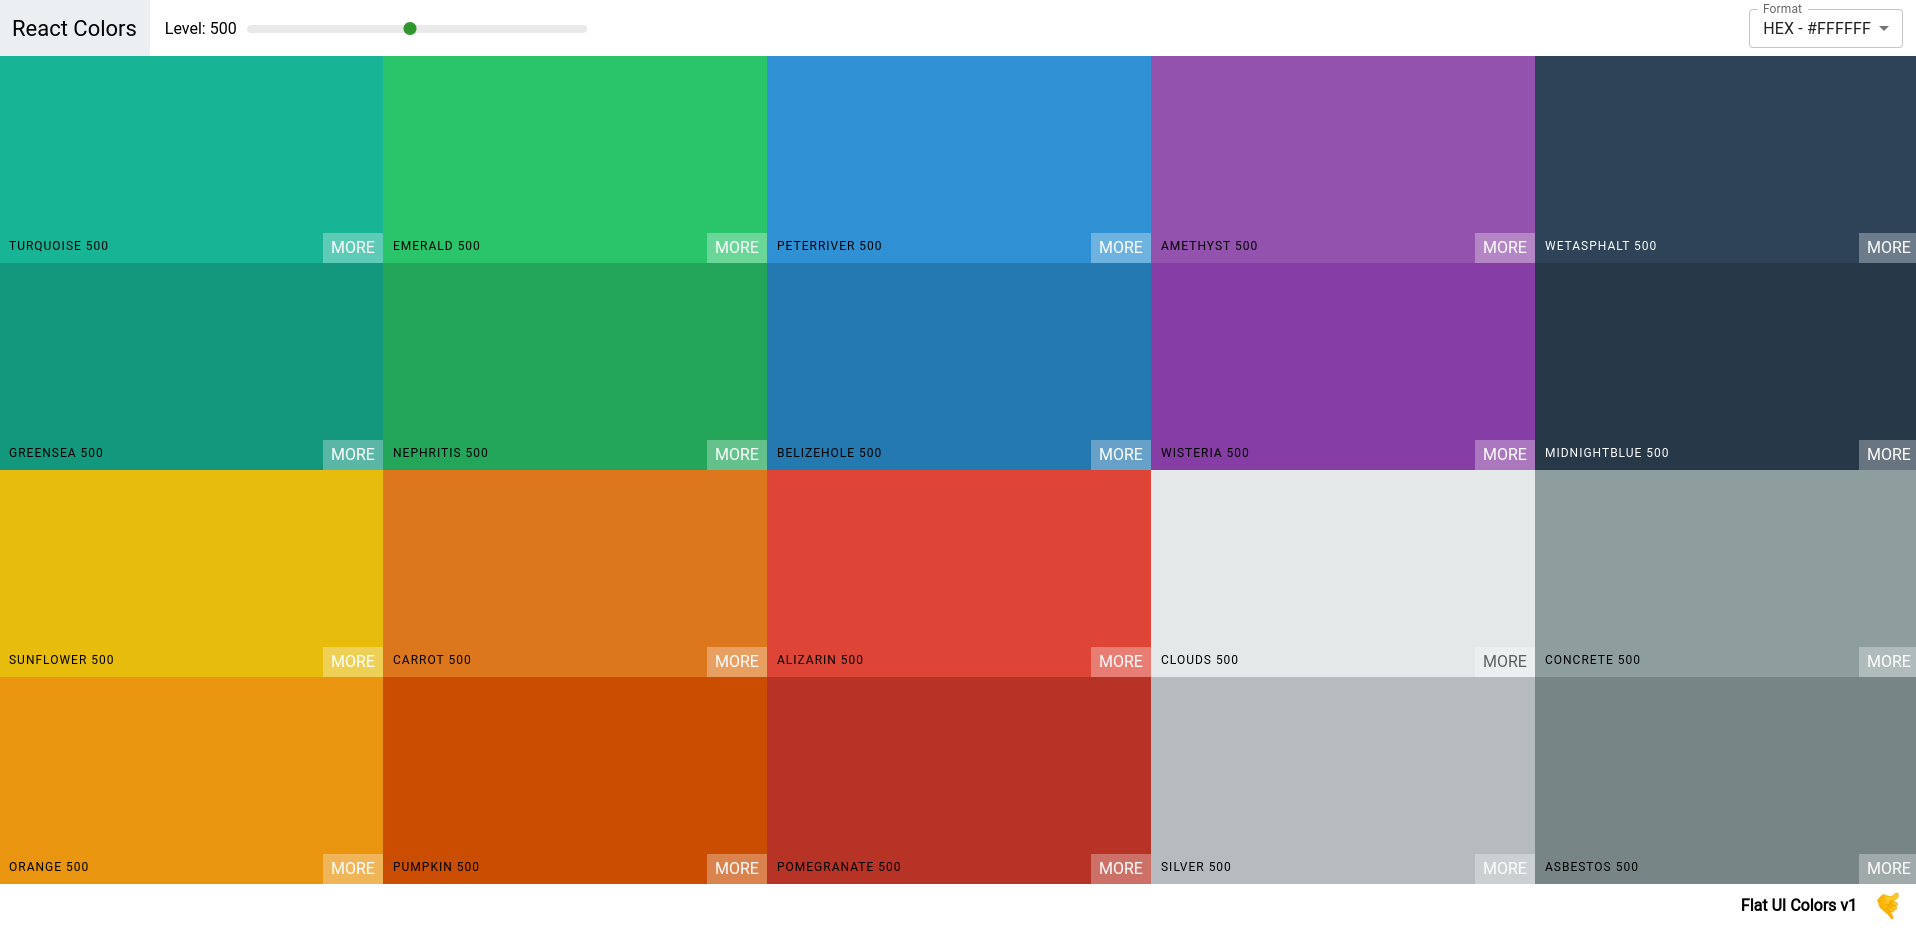 React Colors
Level: 500
Format
HEX - #FFFFFF
TURQUOISE 500 MORE
EMERALD 500 MORE
PETERRIVER 500 MORE
AMETHYST 500 MORE
WETASPHALT 500 MORE
GREENSEA 500 MORE
NEPHRITIS 500 MORE
BELIZEHOLE 500 MORE
WISTERIA 500 MORE
MIDNIGHTBLUE 500 MORE
SUNFLOWER 500 MORE
CARROT 500 MORE
ALIZARIN 500 MORE
CLOUDS 500 MORE
CONCRETE 500 MORE
ORANGE 500 MORE
PUMPKIN 500 MORE
POMEGRANATE 500 MORE
SILVER 500 MORE
ASBESTOS 500 MORE
Flat UI Colors v1